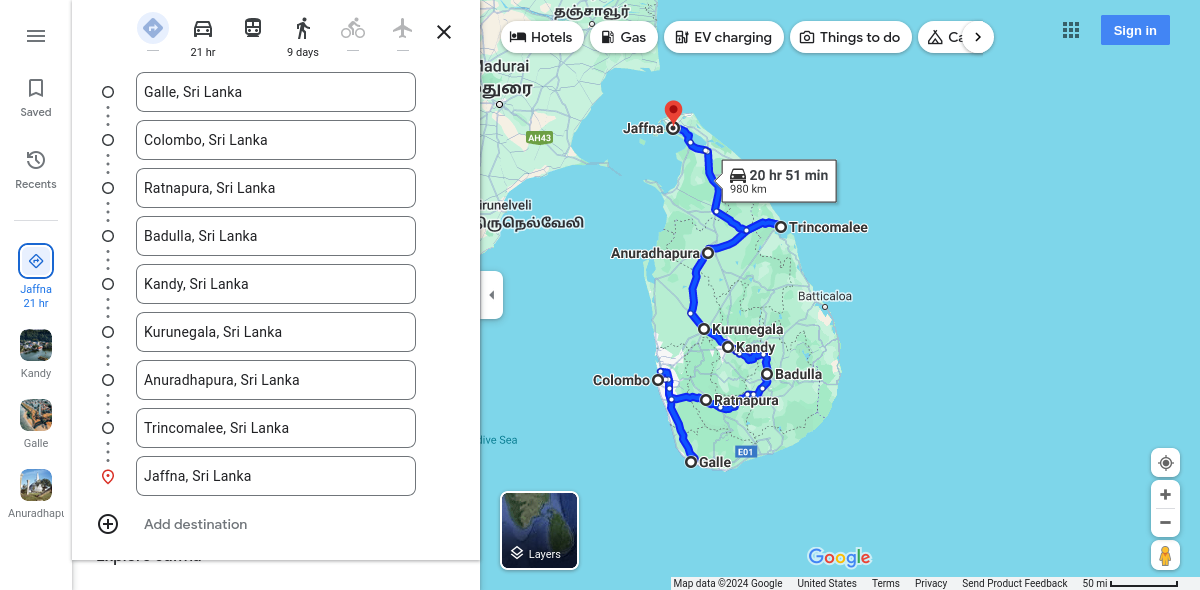 21 hr
9 days
Saved
Recents
Jaffna
21 hr
Kandy
Galle
Anuradhapu
Galle, Sri Lanka
Colombo, Sri Lanka
Ratnapura, Sri Lanka
Badulla, Sri Lanka
Kandy, Sri Lanka
Kurunegala, Sri Lanka
Anuradhapura, Sri Lanka
Trincomalee, Sri Lanka
Jaffna, Sri Lanka
Add destination
தஞ்சாவூர்
Hotels
Gas
EV charging
Things to do
Ca
Sign in
Madurai
துரை
AH43
Jaffna
20 hr 51 min
980 km
irunelveli
ிருநெல்வேலி
Trincomalee
Anuradhapura
Batticaloa
Kurunegala
Kandy
Badulla
Colombo
Ratnapura
dive Sea
E01
Galle
Layers
Google
Map data ©2024 Google
United States
Terms
Privacy
Send Product Feedback
50 mi